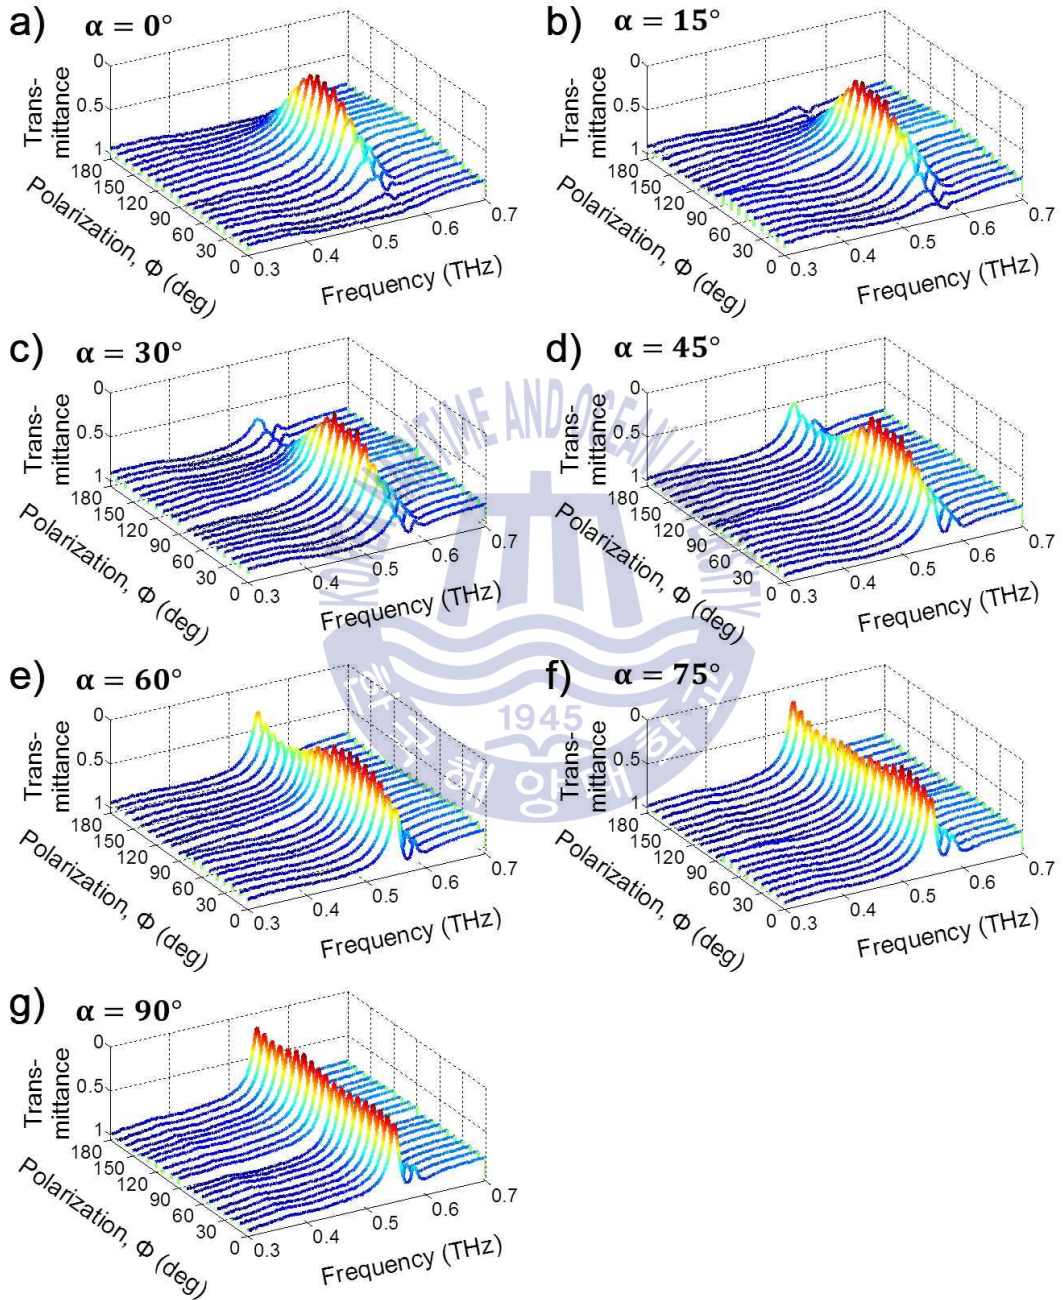 a) α = 0°
Trans-
mittance
0
0.5
1
180
150
120
90
60
30
0
Polarization, Φ (deg)
0.3
0.4
0.5
0.6
0.7
Frequency (THz)
b) α = 15°
Trans-
mittance
0
0.5
1
180
150
120
90
60
30
0
Polarization, Φ (deg)
0.3
0.4
0.5
0.6
0.7
Frequency (THz)
c) α = 30°
Trans-
mittance
0
0.5
1
180
150
120
90
60
30
0
Polarization, Φ (deg)
0.3
0.4
0.5
0.6
0.7
Frequency (THz)
d) α = 45°
Trans-
mittance
0
0.5
1
180
150
120
90
60
30
0
Polarization, Φ (deg)
0.3
0.4
0.5
0.6
0.7
Frequency (THz)
e) α = 60°
Trans-
mittance
0
0.5
1
180
150
120
90
60
30
0
Polarization, Φ (deg)
0.3
0.4
0.5
0.6
0.7
Frequency (THz)
f) α = 75°
Trans-
mittance
0
0.5
1
180
150
120
90
60
30
0
Polarization, Φ (deg)
0.3
0.4
0.5
0.6
0.7
Frequency (THz)
g) α = 90°
Trans-
mittance
0
0.5
1
180
150
120
90
60
30
0
Polarization, Φ (deg)
0.3
0.4
0.5
0.6
0.7
Frequency (THz)
AND OCEAN
1945
해양대